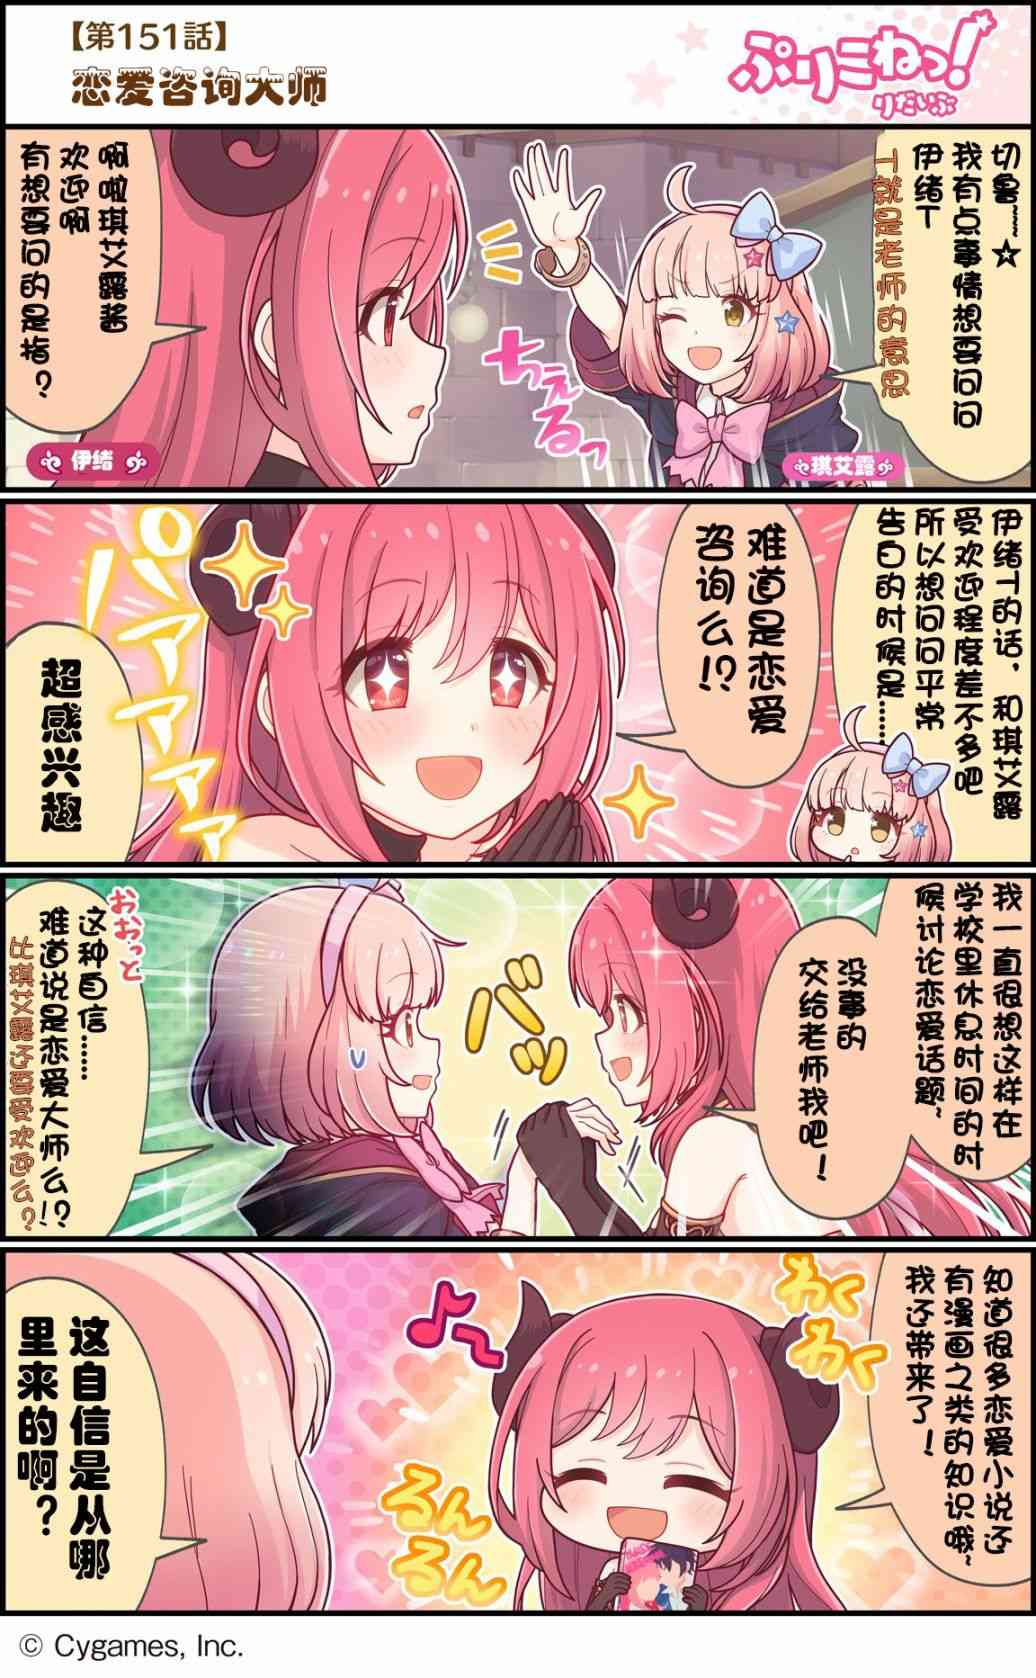 【第151話】
恋爱咨询大师
ぷりこねっ!
りだいぶ
切鲁~☆
我有点事情想要问问
伊绪T
T就是老师的意思
ちぇるっ
啊啦琪艾露酱
欢迎啊
有想要问的是指？
伊绪
琪艾露
伊绪T的话，和琪艾露
受欢迎程度差不多吧
所以想问问平常
告白的时候是……
难道是恋爱
咨询么!?
パァァァァァ
超感兴趣
我一直很想这样在
学校里休息时间的时
候讨论恋爱话题~
没事的
交给老师我吧！
バッ
おおっと
这种自信……
难道说是恋爱大师么!?
比琪艾露还要受欢迎么？
知道很多恋爱小说还
有漫画之类的知识哦~
我还带来了！
わくわく
るんるん
这自信是从哪
里来的啊？
© Cygames, Inc.